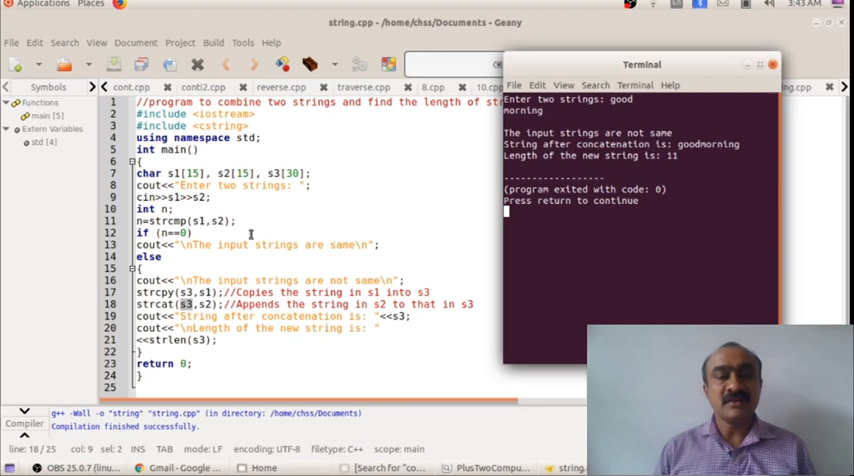 Applications Places 3:43 AM
string.cpp - /home/chss/Documents - Geany
File Edit Search View Document Project Build Tools Help
Symbols
cont.cpp conti2.cpp reverse.cpp traverse.cpp 8.cpp 10.cpp
Functions
main [5]
Extern Variables
std [4]
1 //program to combine two strings and find the length of str
2 #include <iostream>
3 #include <cstring>
4 using namespace std;
5 int main()
6 {
7 char s1[15], s2[15], s3[30];
8 cout<<"Enter two strings: ";
9 cin>>s1>>s2;
10 int n;
11 n=strcmp(s1,s2);
12 if (n==0)
13 cout<<"\nThe input strings are same\n";
14 else
15 {
16 cout<<"\nThe input strings are not same\n";
17 strcpy(s3,s1);//Copies the string in s1 into s3
18 strcat(s3,s2);//Appends the string in s2 to that in s3
19 cout<<"String after concatenation is: "<<s3;
20 cout<<"\nLength of the new string is: "
21 <<strlen(s3);
22 }
23 return 0;
24 }
25
Terminal
File Edit View Search Terminal Help
Enter two strings: good
morning
The input strings are not same
String after concatenation is: goodmorning
Length of the new string is: 11
------------------
(program exited with code: 0)
Press return to continue
Compiler
g++ -Wall -o "string" "string.cpp" (in directory: /home/chss/Documents)
Compilation finished successfully.
line: 18 / 25 col: 9 sel: 2 INS TAB mode: LF encoding: UTF-8 filetype: C++ scope: main
OBS 25.0.7 (linu... Gmail - Google ... Home [Search for "co... PlusTwoCompu... string.